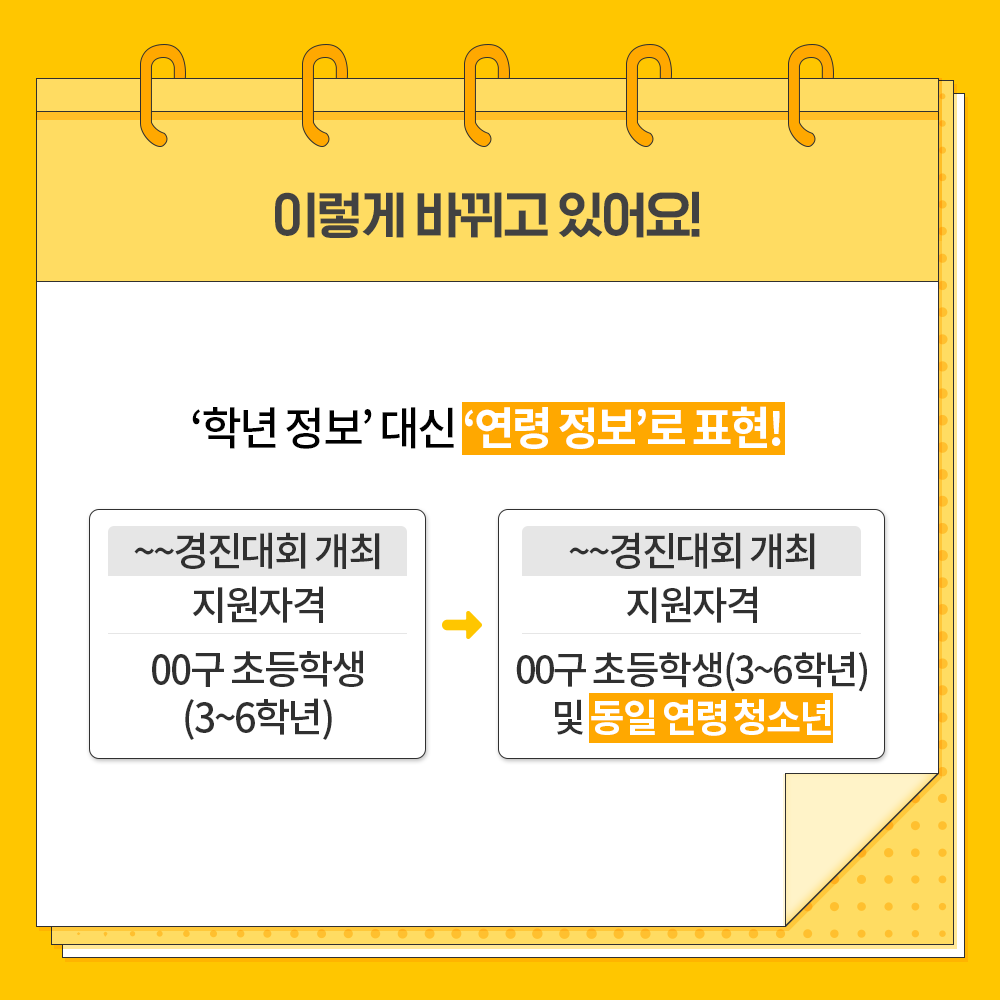 이렇게 바뀌고 있어요!
‘학년 정보’ 대신 ‘연령 정보’로 표현!
~~경진대회 개최
지원자격
00구 초등학생
(3~6학년)
~~경진대회 개최
지원자격
00구 초등학생(3~6학년)
및 동일 연령 청소년